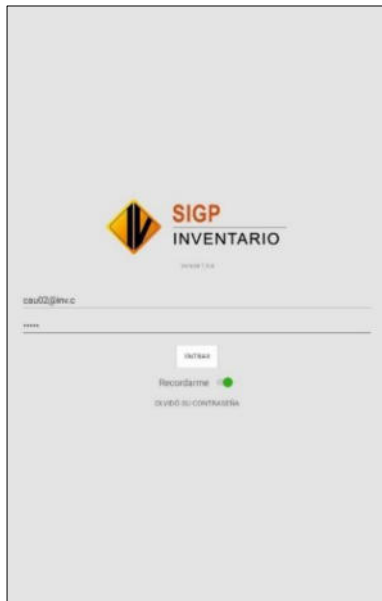 SIGP
INVENTARIO
cau02@inv.c
•••••
ENTRAR
Recordarme
OLVIDÓ SU CONTRASEÑA